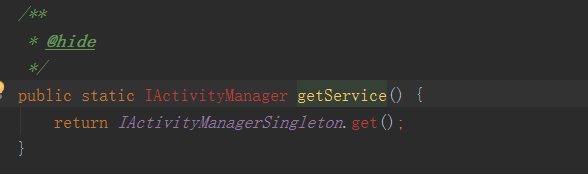 /**
 * @hide
 */
public static IActivityManager getService() {
    return IActivityManagerSingleton.get();
}